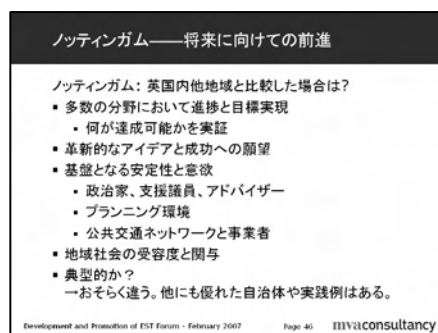 ノッティンガム――将来に向けての前進
ノッティンガム: 英国内他地域と比較した場合は?
▪ 多数の分野において進捗と目標実現
▪ 何が達成可能かを実証
▪ 革新的なアイデアと成功への願望
▪ 基盤となる安定性と意欲
▪ 政治家、支援議員、アドバイザー
▪ プランニング環境
▪ 公共交通ネットワークと事業者
▪ 地域社会の受容度と関与
▪ 典型的か?
→おそらく違う。他にも優れた自治体や実践例はある。
Development and Promotion of EST Forum - February 2007 Page 46 mvaconsultancy